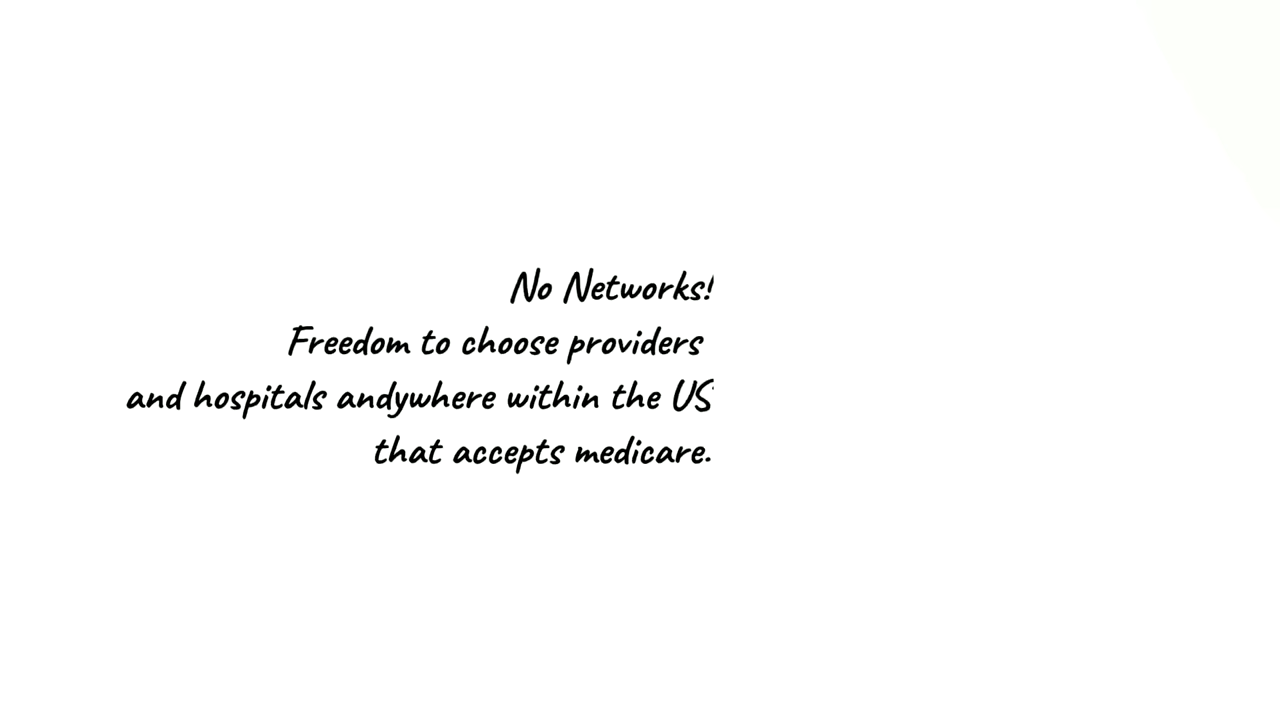 No Networks!
Freedom to choose providers
and hospitals andywhere within the US
that accepts medicare.